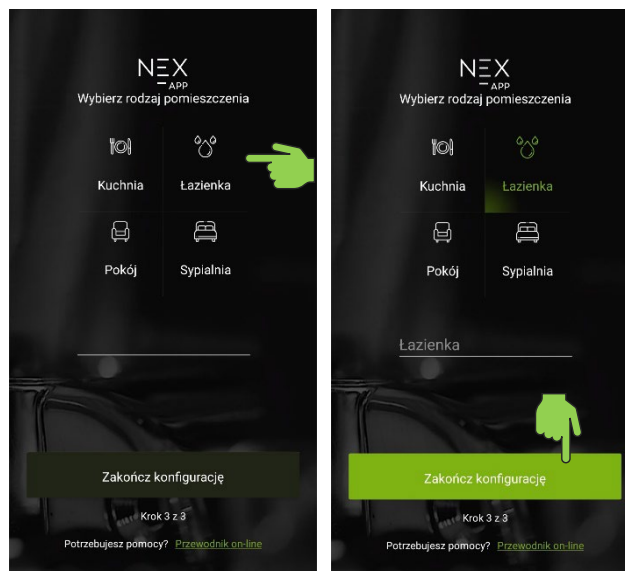 NEX
APP
Wybierz rodzaj pomieszczenia
Kuchnia
Łazienka
Pokój
Sypialnia
Zakończ konfigurację
Krok 3 z 3
Potrzebujesz pomocy? Przewodnik on-line
NEX
APP
Wybierz rodzaj pomieszczenia
Kuchnia
Łazienka
Pokój
Sypialnia
Łazienka
Zakończ konfigurację
Krok 3 z 3
Potrzebujesz pomocy? Przewodnik on-line